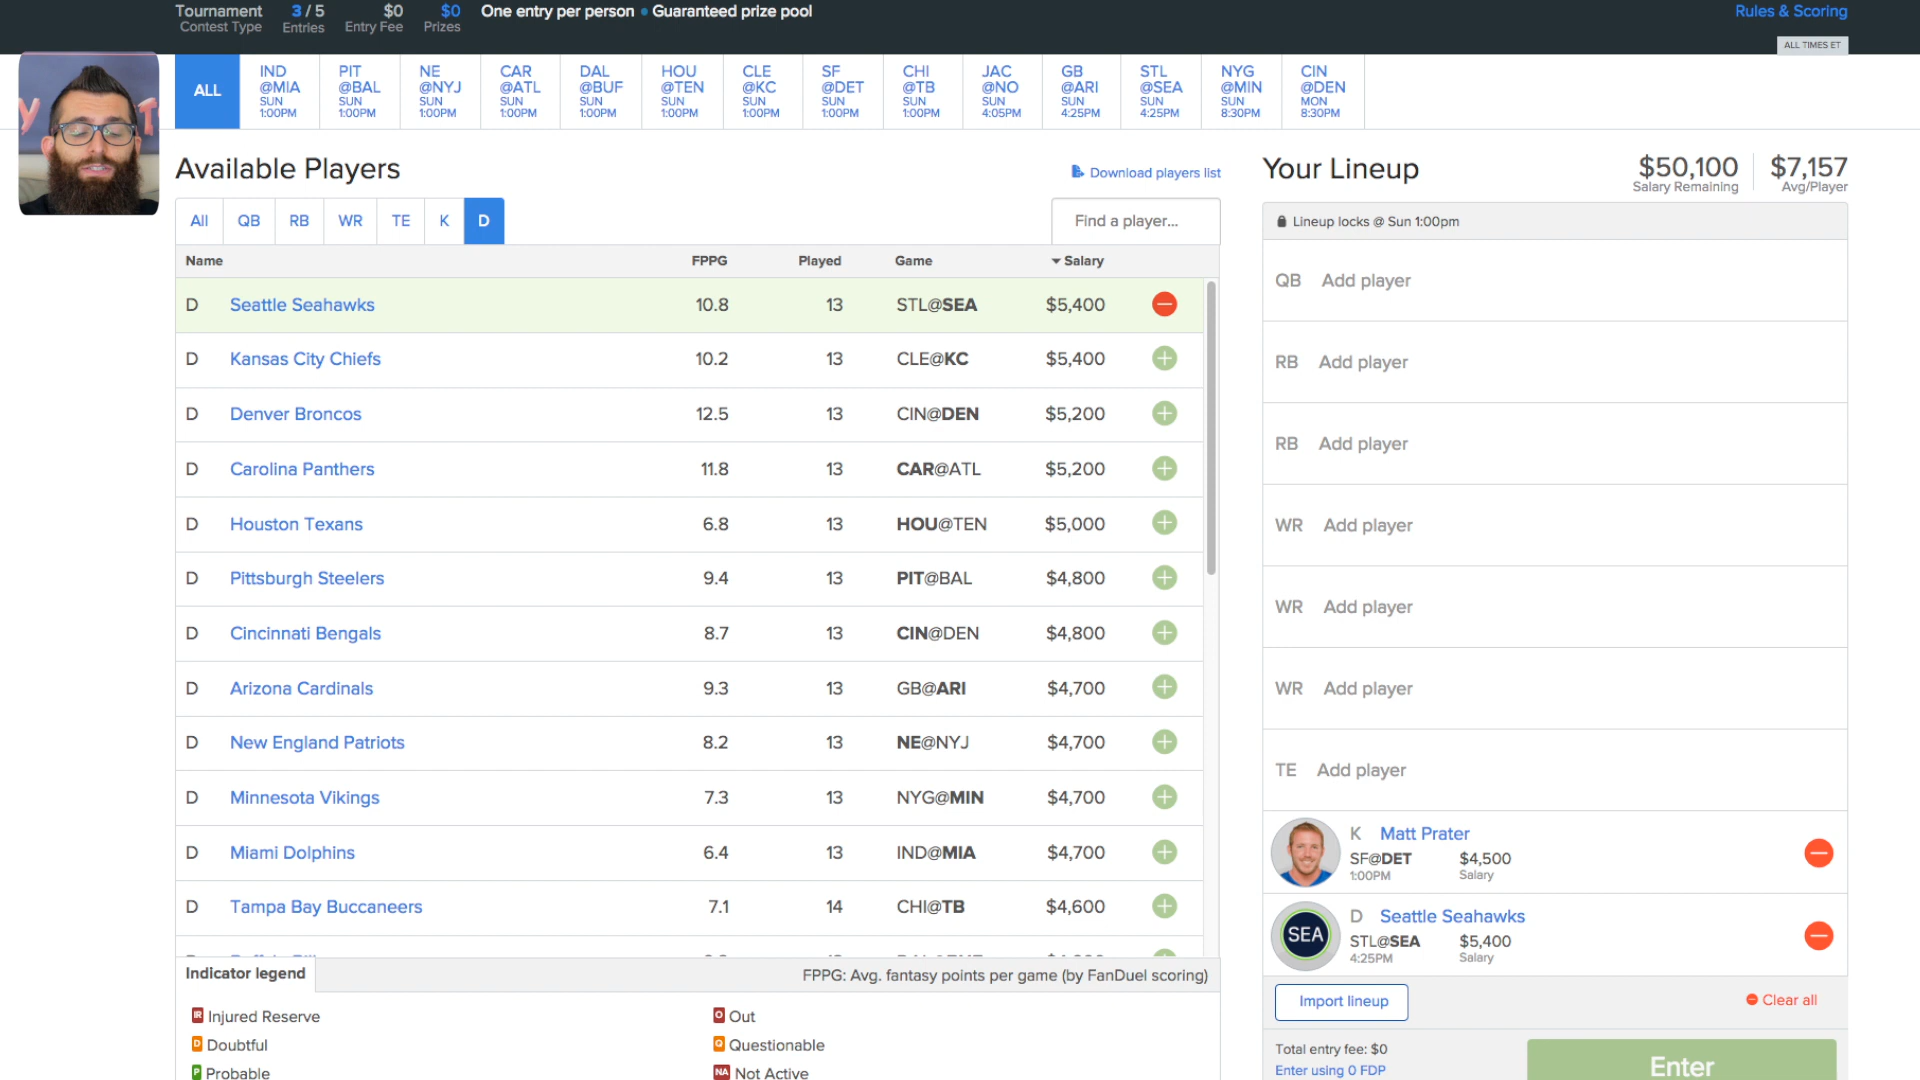 Tournament
Contest Type
3 / 5
Entries
$0
Entry Fee
$0
Prizes
One entry per person • Guaranteed prize pool
Rules & Scoring
ALL TIMES ET
ALL
IND @MIA SUN 1:00PM
PIT @BAL SUN 1:00PM
NE @NYJ SUN 1:00PM
CAR @ATL SUN 1:00PM
DAL @BUF SUN 1:00PM
HOU @TEN SUN 1:00PM
CLE @KC SUN 1:00PM
SF @DET SUN 1:00PM
CHI @TB SUN 1:00PM
JAC @NO SUN 4:05PM
GB @ARI SUN 4:25PM
STL @SEA SUN 4:25PM
NYG @MIN SUN 8:30PM
CIN @DEN MON 8:30PM
Available Players
Download players list
All QB RB WR TE K D
Find a player...
Name FPPG Played Game Salary
D Seattle Seahawks 10.8 13 STL@SEA $5,400
D Kansas City Chiefs 10.2 13 CLE@KC $5,400
D Denver Broncos 12.5 13 CIN@DEN $5,200
D Carolina Panthers 11.8 13 CAR@ATL $5,200
D Houston Texans 6.8 13 HOU@TEN $5,000
D Pittsburgh Steelers 9.4 13 PIT@BAL $4,800
D Cincinnati Bengals 8.7 13 CIN@DEN $4,800
D Arizona Cardinals 9.3 13 GB@ARI $4,700
D New England Patriots 8.2 13 NE@NYJ $4,700
D Minnesota Vikings 7.3 13 NYG@MIN $4,700
D Miami Dolphins 6.4 13 IND@MIA $4,700
D Tampa Bay Buccaneers 7.1 14 CHI@TB $4,600
Indicator legend
FPPG: Avg. fantasy points per game (by FanDuel scoring)
IR Injured Reserve
O Out
D Doubtful
Q Questionable
P Probable
NA Not Active
Your Lineup
$50,100
Salary Remaining
$7,157
Avg/Player
Lineup locks @ Sun 1:00pm
QB Add player
RB Add player
RB Add player
WR Add player
WR Add player
WR Add player
TE Add player
K Matt Prater
SF@DET $4,500
1:00PM Salary
SEA
D Seattle Seahawks
STL@SEA $5,400
4:25PM Salary
Import lineup
Clear all
Total entry fee: $0
Enter using 0 FDP
Enter